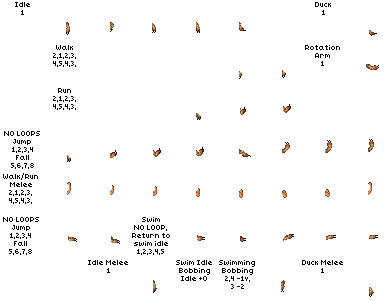 Idle
1
Duck
1
Walk
2,1,2,3,
4,5,4,3,
Rotation
Arm
1
Run
2,1,2,3,
4,5,4,3,
NO LOOPS
Jump
1,2,3,4
Fall
5,6,7,8
Walk/Run
Melee
2,1,2,3,
4,5,4,3,
NO LOOPS
Jump
1,2,3,4
Fall
5,6,7,8
Swim
NO LOOP,
Return to
swim idle
1,2,3,4,5
Idle Melee
1
Swim Idle
Bobbing
Idle +0
Swimming
Bobbing
2,4 -1v,
3 -2
Duck Melee
1